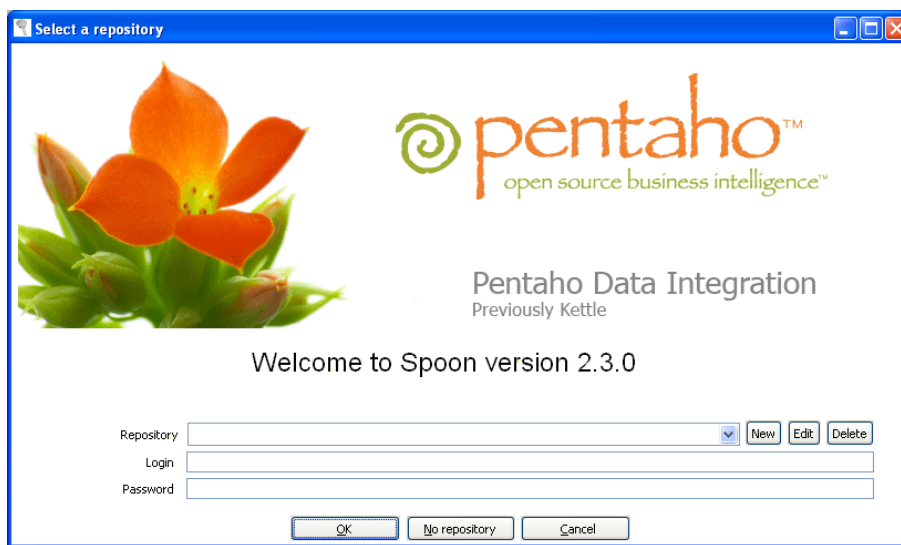 Select a repository
pentaho™
open source business intelligence™
Pentaho Data Integration
Previously Kettle
Welcome to Spoon version 2.3.0
Repository New Edit Delete
Login
Password
OK No repository Cancel